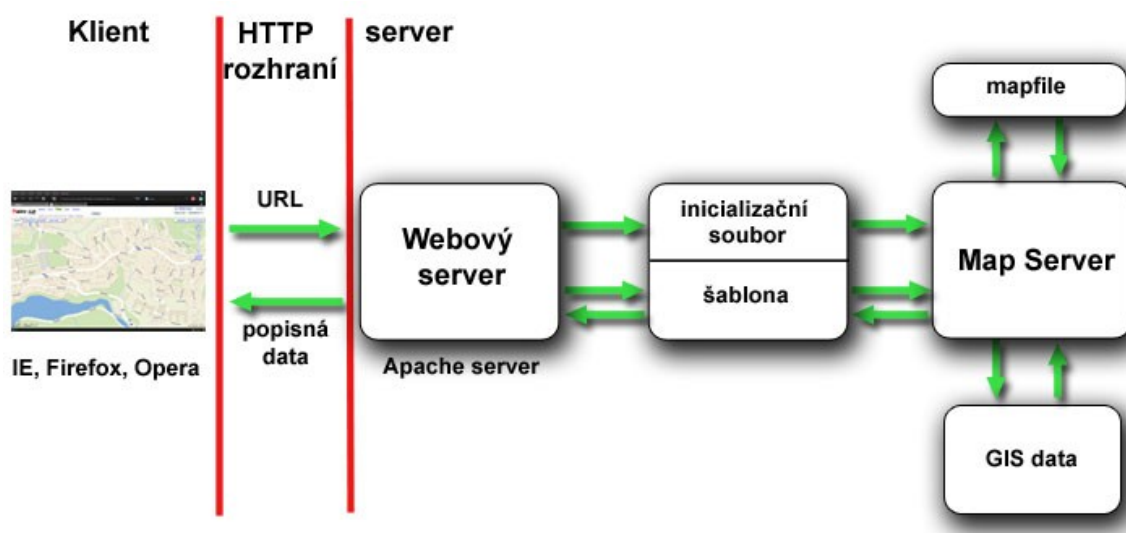 Klient
HTTP
rozhraní
server
mapfile
URL
Webový
server
inicializační
soubor
šablona
Map Server
popisná
data
IE, Firefox, Opera
Apache server
GIS data